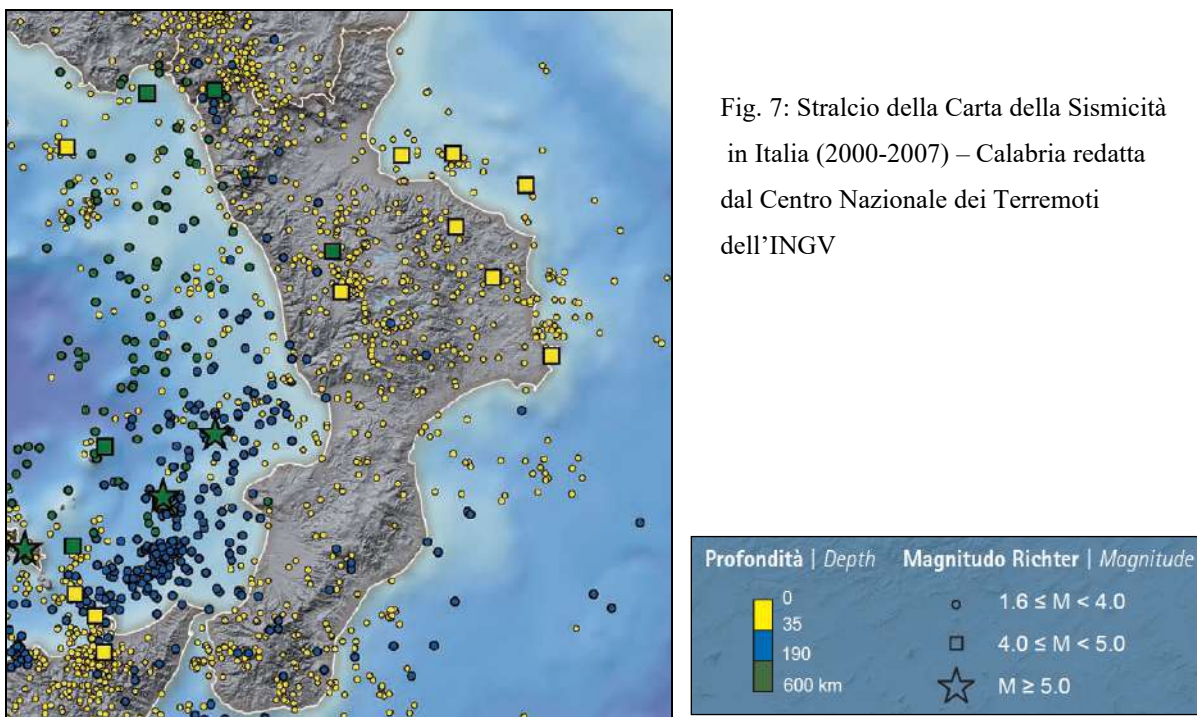 Fig. 7: Stralcio della Carta della Sismicità
in Italia (2000-2007) – Calabria redatta
dal Centro Nazionale dei Terremoti
dell’INGV
Profondità | Depth Magnitudo Richter | Magnitude
0
35
190
600 km
1.6 ≤ M < 4.0
4.0 ≤ M < 5.0
M ≥ 5.0